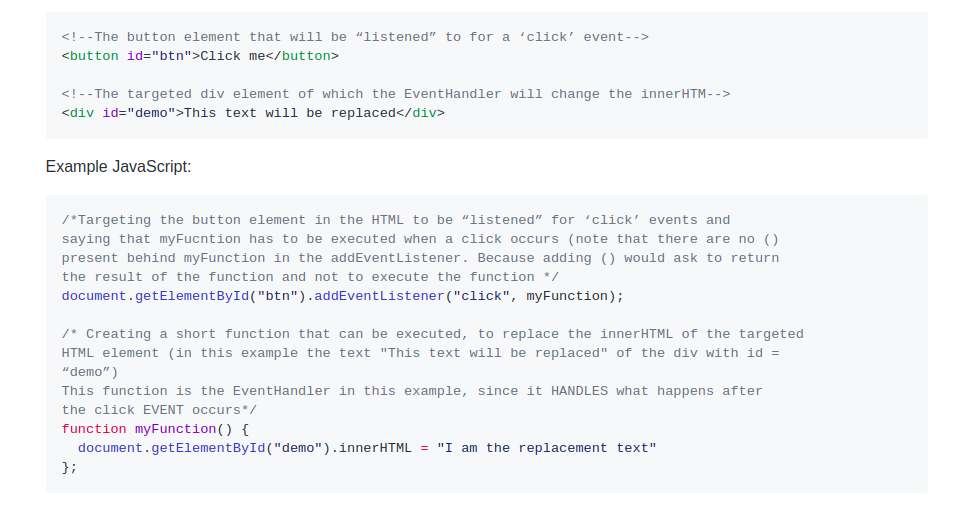 <!--The button element that will be “listened” to for a ‘click’ event-->
<button id="btn">Click me</button>
<!--The targeted div element of which the EventHandler will change the innerHTM-->
<div id="demo">This text will be replaced</div>
Example JavaScript:
/*Targeting the button element in the HTML to be “listened” for ‘click’ events and
saying that myFucntion has to be executed when a click occurs (note that there are no ()
present behind myFunction in the addEventListener. Because adding () would ask to return
the result of the function and not to execute the function */
document.getElementById("btn").addEventListener("click", myFunction);
/* Creating a short function that can be executed, to replace the innerHTML of the targeted
HTML element (in this example the text "This text will be replaced" of the div with id =
“demo”)
This function is the EventHandler in this example, since it HANDLES what happens after
the click EVENT occurs*/
function myFunction() {
  document.getElementById("demo").innerHTML = "I am the replacement text"
};